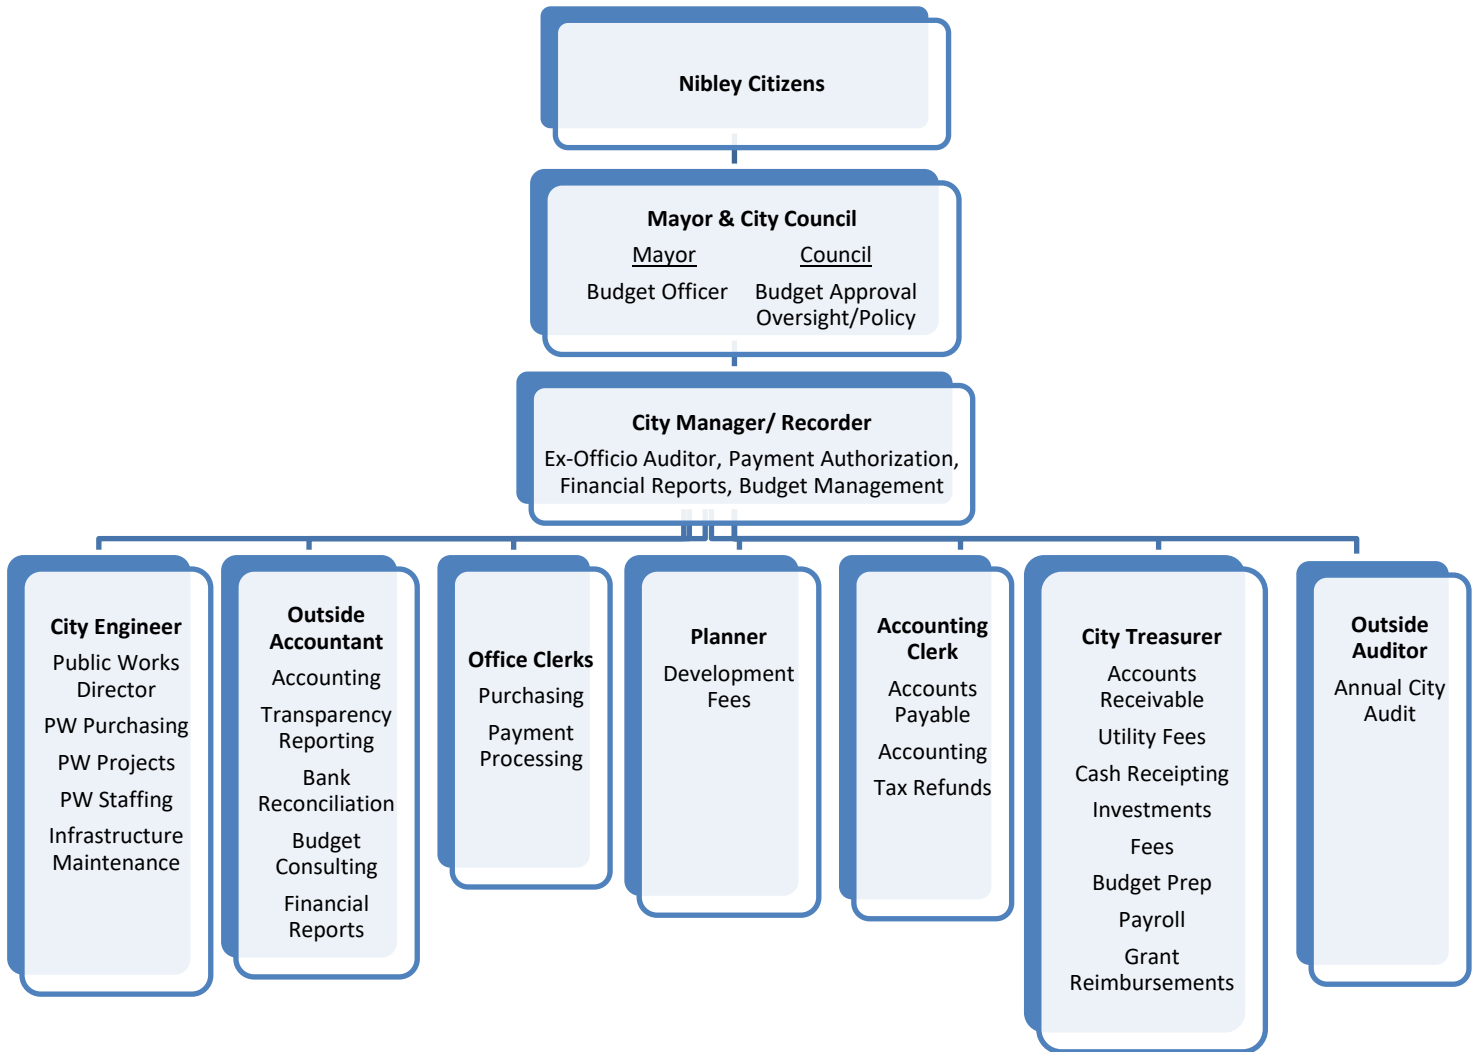 Nibley Citizens
Mayor & City Council
Mayor
Council
Budget Officer
Budget Approval
Oversight/Policy
City Manager/ Recorder
Ex-Officio Auditor, Payment Authorization,
Financial Reports, Budget Management
City Engineer
Public Works
Director
PW Purchasing
PW Projects
PW Staffing
Infrastructure
Maintenance
Outside
Accountant
Accounting
Transparency
Reporting
Bank
Reconciliation
Budget
Consulting
Financial
Reports
Office Clerks
Purchasing
Payment
Processing
Planner
Development
Fees
Accounting
Clerk
Accounts
Payable
Accounting
Tax Refunds
City Treasurer
Accounts
Receivable
Utility Fees
Cash Receipting
Investments
Fees
Budget Prep
Payroll
Grant
Reimbursements
Outside
Auditor
Annual City
Audit